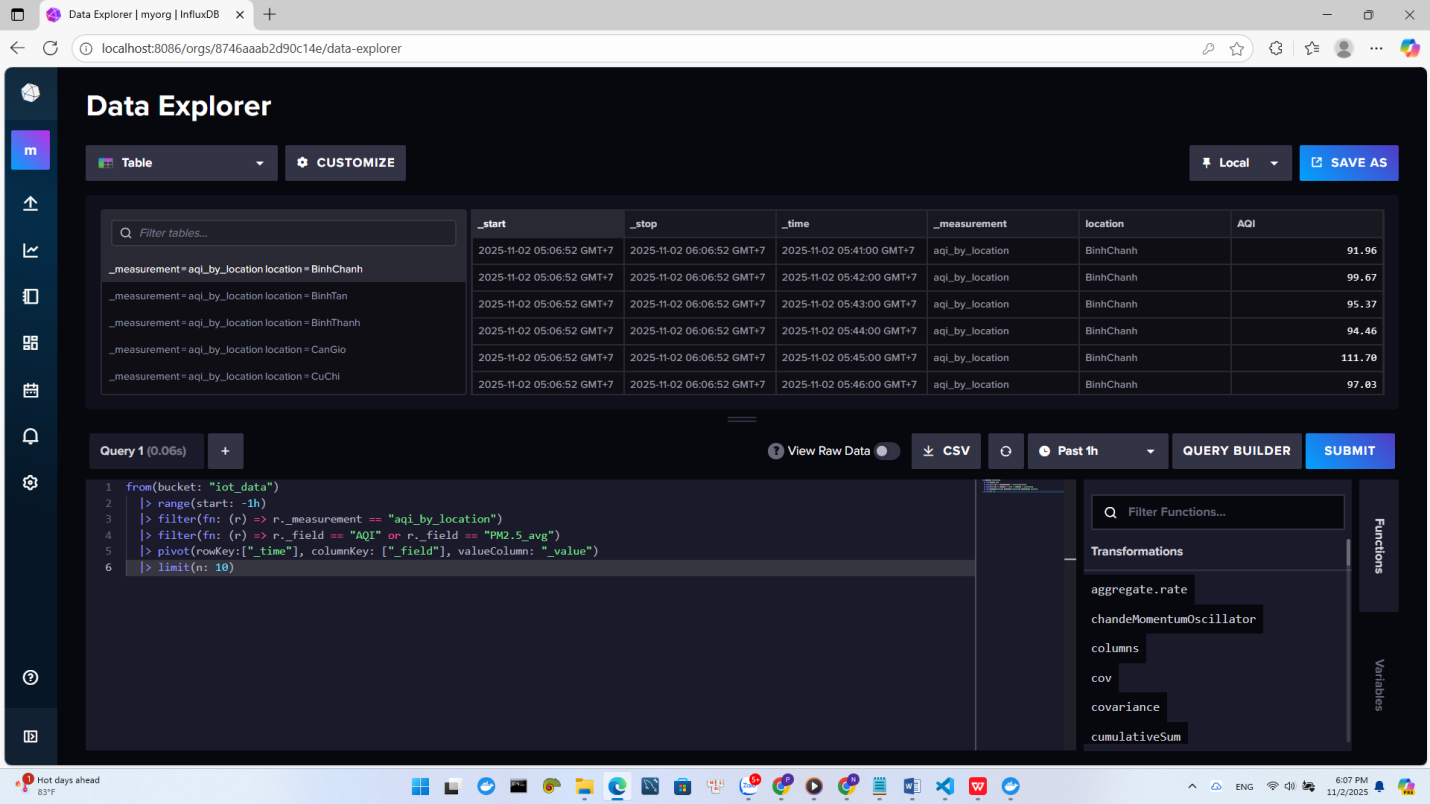 Data Explorer | myorg | InfluxDB
localhost:8086/orgs/8746aaab2d90c14e/data-explorer
m
Data Explorer
Table
CUSTOMIZE
Local
SAVE AS
Filter tables...
_measurement = aqi_by_location location = BinhChanh
_measurement = aqi_by_location location = BinhTan
_measurement = aqi_by_location location = BinhThanh
_measurement = aqi_by_location location = CanGio
_measurement = aqi_by_location location = CuChi
_start _stop _time _measurement location AQI
2025-11-02 05:06:52 GMT+7 2025-11-02 06:06:52 GMT+7 2025-11-02 05:41:00 GMT+7 aqi_by_location BinhChanh 91.96
2025-11-02 05:06:52 GMT+7 2025-11-02 06:06:52 GMT+7 2025-11-02 05:42:00 GMT+7 aqi_by_location BinhChanh 99.67
2025-11-02 05:06:52 GMT+7 2025-11-02 06:06:52 GMT+7 2025-11-02 05:43:00 GMT+7 aqi_by_location BinhChanh 95.37
2025-11-02 05:06:52 GMT+7 2025-11-02 06:06:52 GMT+7 2025-11-02 05:44:00 GMT+7 aqi_by_location BinhChanh 94.46
2025-11-02 05:06:52 GMT+7 2025-11-02 06:06:52 GMT+7 2025-11-02 05:45:00 GMT+7 aqi_by_location BinhChanh 111.70
2025-11-02 05:06:52 GMT+7 2025-11-02 06:06:52 GMT+7 2025-11-02 05:46:00 GMT+7 aqi_by_location BinhChanh 97.03
Query 1 (0.06s)
+
View Raw Data
CSV
Past 1h
QUERY BUILDER
SUBMIT
1 from(bucket: "iot_data")
2 |> range(start: -1h)
3 |> filter(fn: (r) => r._measurement == "aqi_by_location")
4 |> filter(fn: (r) => r._field == "AQI" or r._field == "PM2.5_avg")
5 |> pivot(rowKey:["_time"], columnKey: ["_field"], valueColumn: "_value")
6 |> limit(n: 10)
Filter Functions...
Transformations
aggregate.rate
chandeMomentumOscillator
columns
cov
covariance
cumulativeSum
Functions
Variables
1
Hot days ahead
83°F
Zalo
5+
P
N
W
W
ENG
6:07 PM
11/2/2025
PRE